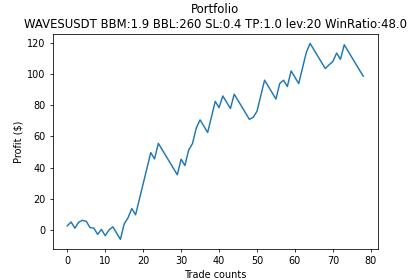 Portfolio
WAVESUSDT BBM:1.9 BBL:260 SL:0.4 TP:1.0 lev:20 WinRatio:48.0
120
100
80
60
40
20
0
Profit ($)
0 10 20 30 40 50 60 70 80
Trade counts